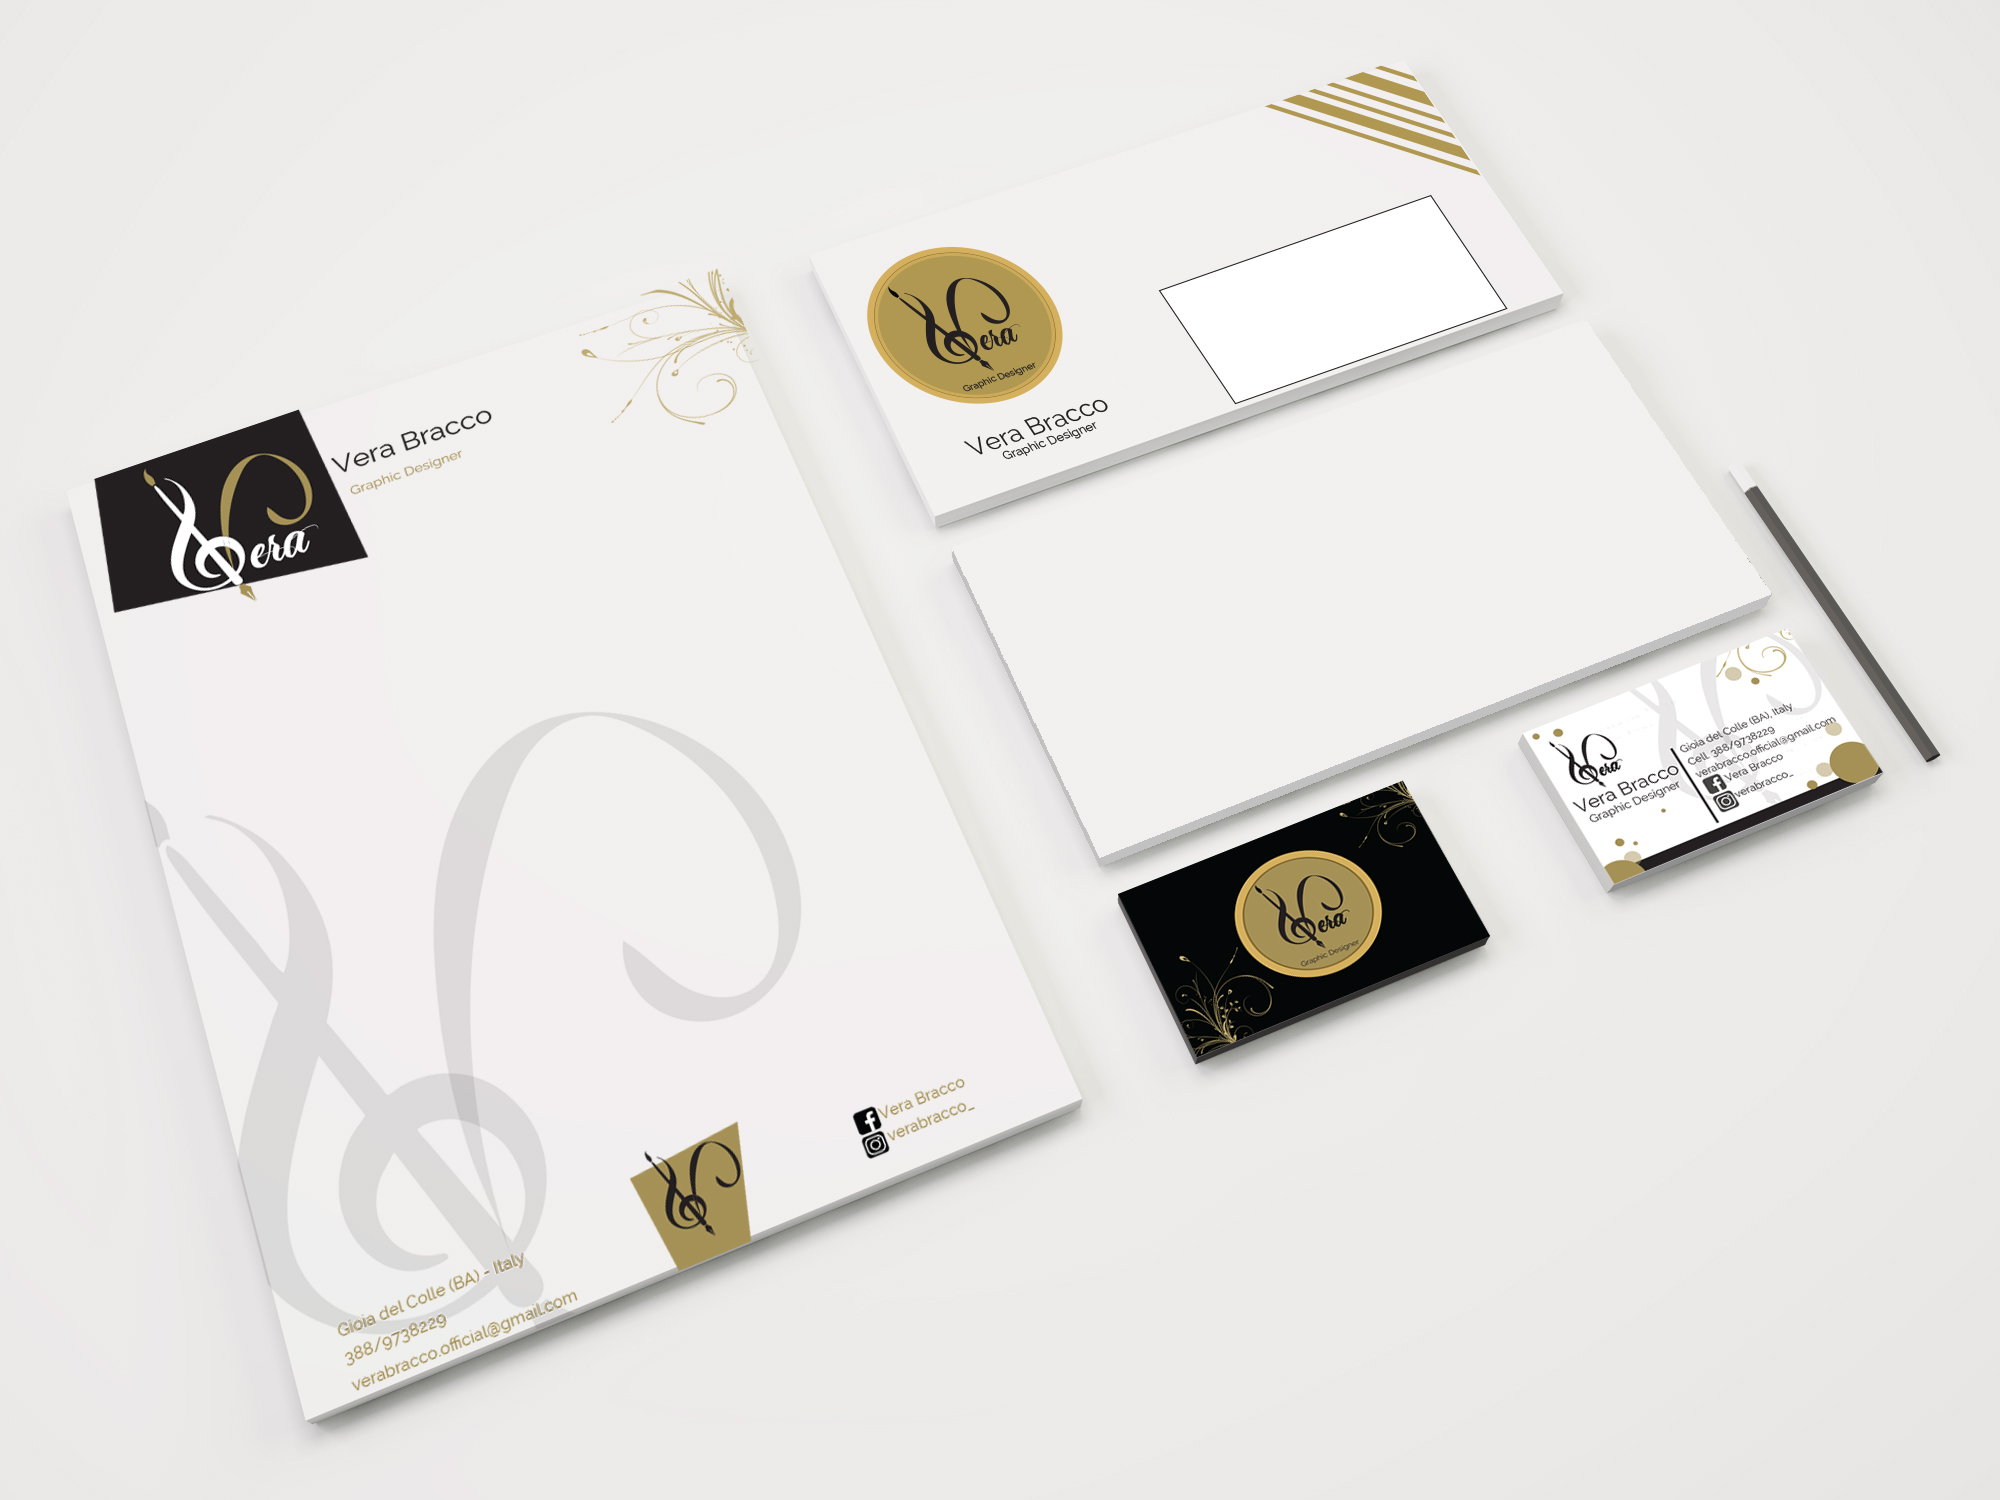 Vera
Vera Bracco
Graphic Designer
Gioia del Colle (BA) - Italy
388/9738229
verabracco.official@gmail.com
Vera Bracco
verabracco_
Vera
Graphic Designer
Vera Bracco
Graphic Designer
Vera
Graphic Designer
Vera
Vera Bracco
Graphic Designer
Gioia del Colle (BA), Italy
Cell. 388/9738229
verabracco.official@gmail.com
Vera Bracco
verabracco_